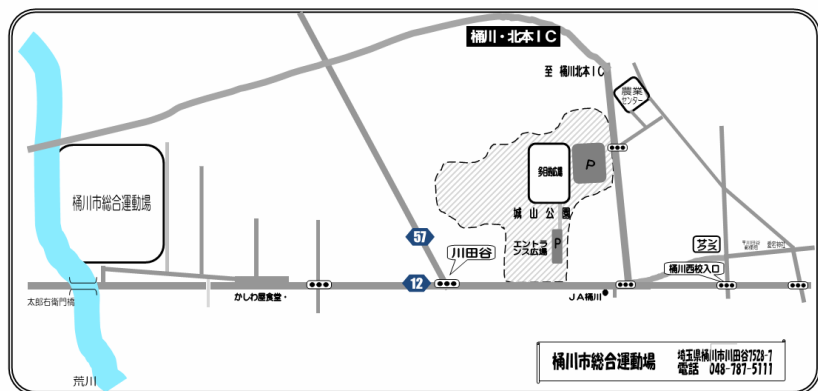 桶川・北本IC
至 桶川北本IC
農業
センター
多目的広場
P
桶川市総合運動場
城山公園
エントラ
ンス広場
P
57
川田谷
サンクス
桶川西校入口
12
太郎右衛門橋
かしわ屋食堂・
JA桶川
荒川
桶川市総合運動場
埼玉県桶川市川田谷7528-7
電話 048-787-5111